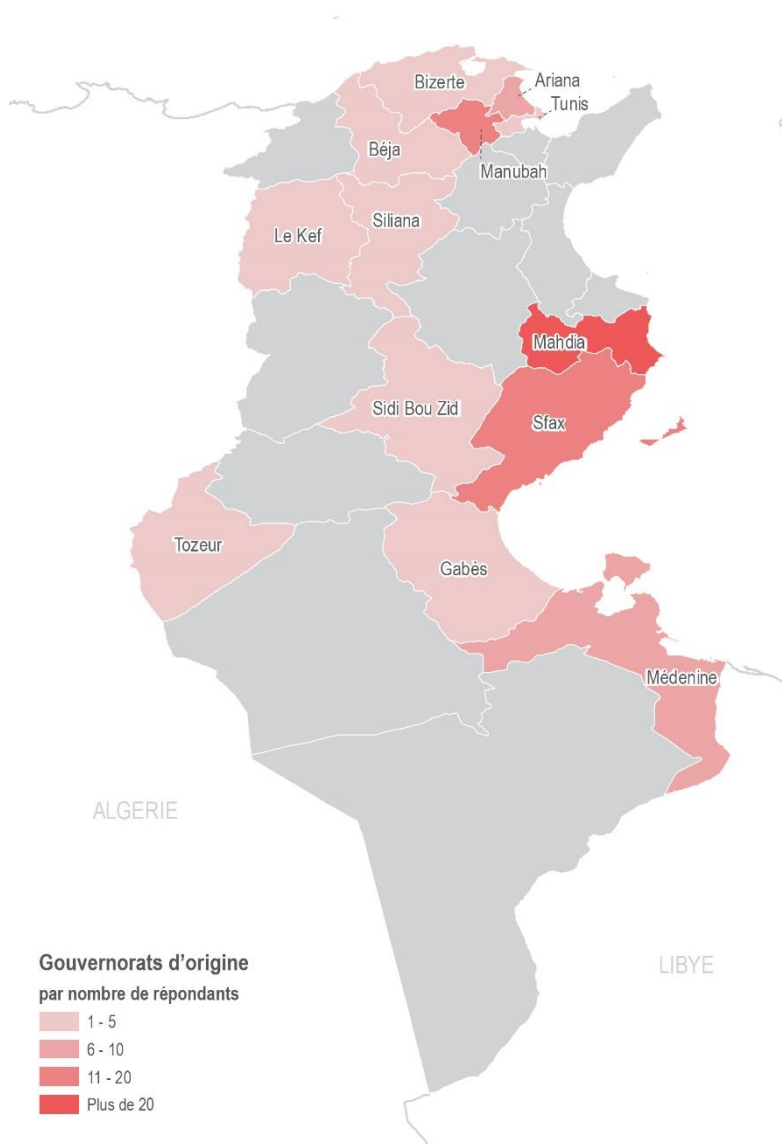 Bizerte
Ariana
Tunis
Béja
Manubah
Siliana
Le Kef
Mahdia
Sidi Bou Zid
Sfax
Tozeur
Gabès
Médenine
ALGERIE
LIBYE
Gouvernorats d'origine
par nombre de répondants
1 - 5
6 - 10
11 - 20
Plus de 20